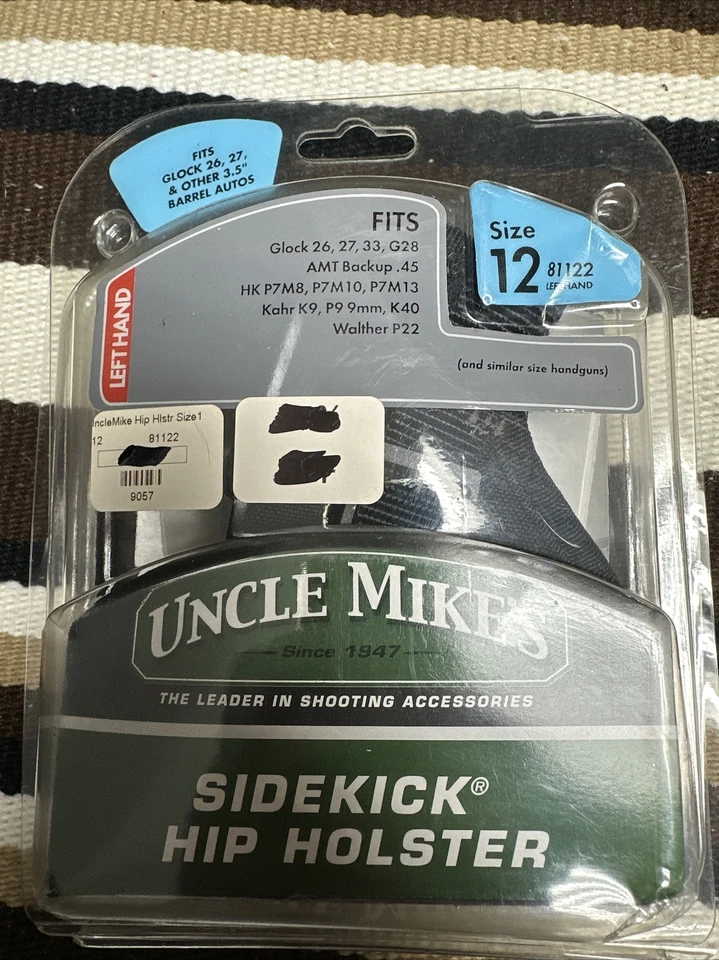 FITS
GLOCK 26, 27,
& OTHER 3.5"
BARREL AUTOS
FITS
Glock 26, 27, 33, G28
AMT Backup .45
HK P7M8, P7M10, P7M13
Kahr K9, P9 9mm, K40
Walther P22
(and similar size handguns)
Size
12 81122
LEFT HAND
LEFT HAND
ncleMike Hip Hlstr Size1
12 81122
9057
UNCLE MIKE'S
Since 1947
THE LEADER IN SHOOTING ACCESSORIES
SIDEKICK®
HIP HOLSTER